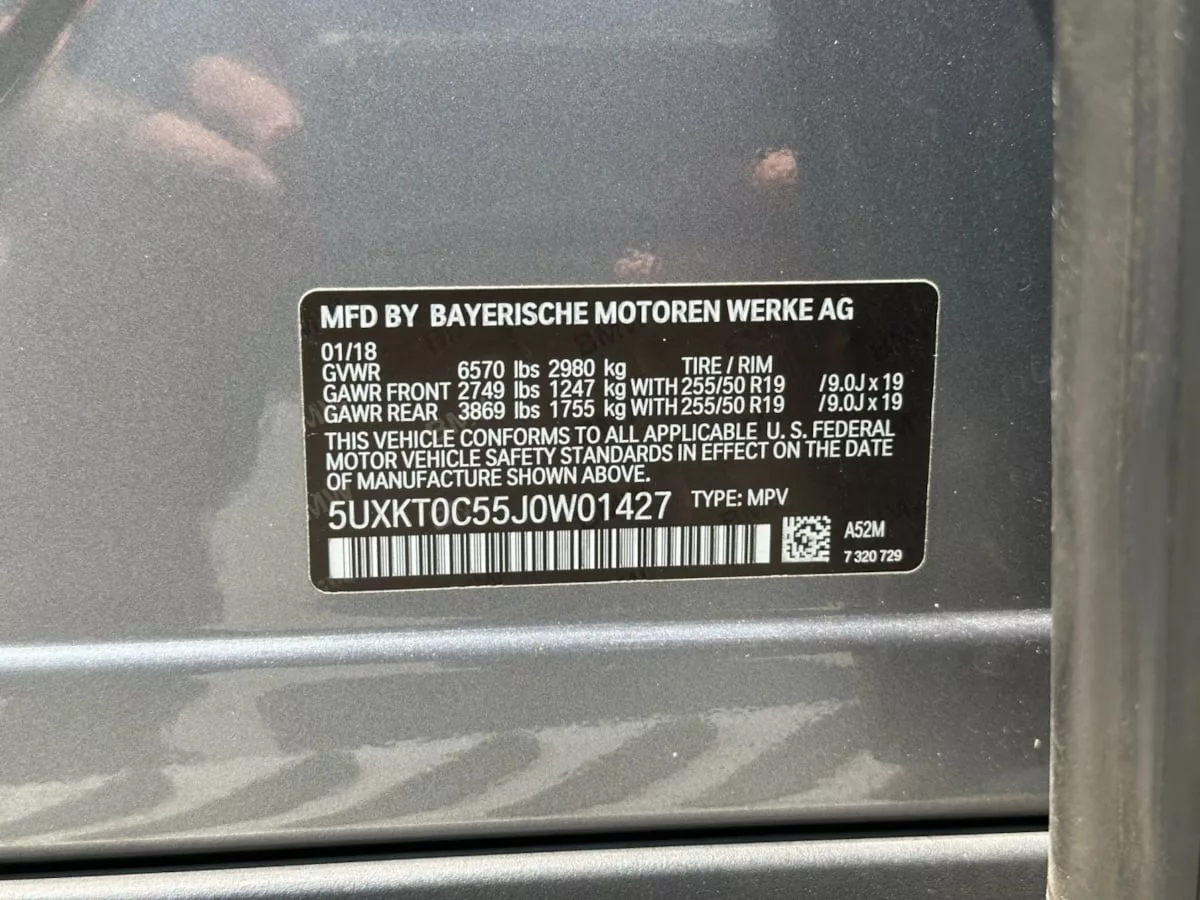 MFD BY BAYERISCHE MOTOREN WERKE AG
01/18
GVWR 6570 lbs 2980 kg TIRE / RIM
GAWR FRONT 2749 lbs 1247 kg WITH 255/50 R19 /9.0J x 19
GAWR REAR 3869 lbs 1755 kg WITH 255/50 R19 /9.0J x 19
THIS VEHICLE CONFORMS TO ALL APPLICABLE U. S. FEDERAL
MOTOR VEHICLE SAFETY STANDARDS IN EFFECT ON THE DATE
OF MANUFACTURE SHOWN ABOVE.
5UXKT0C55J0W01427 TYPE: MPV
A52M
7 320 729